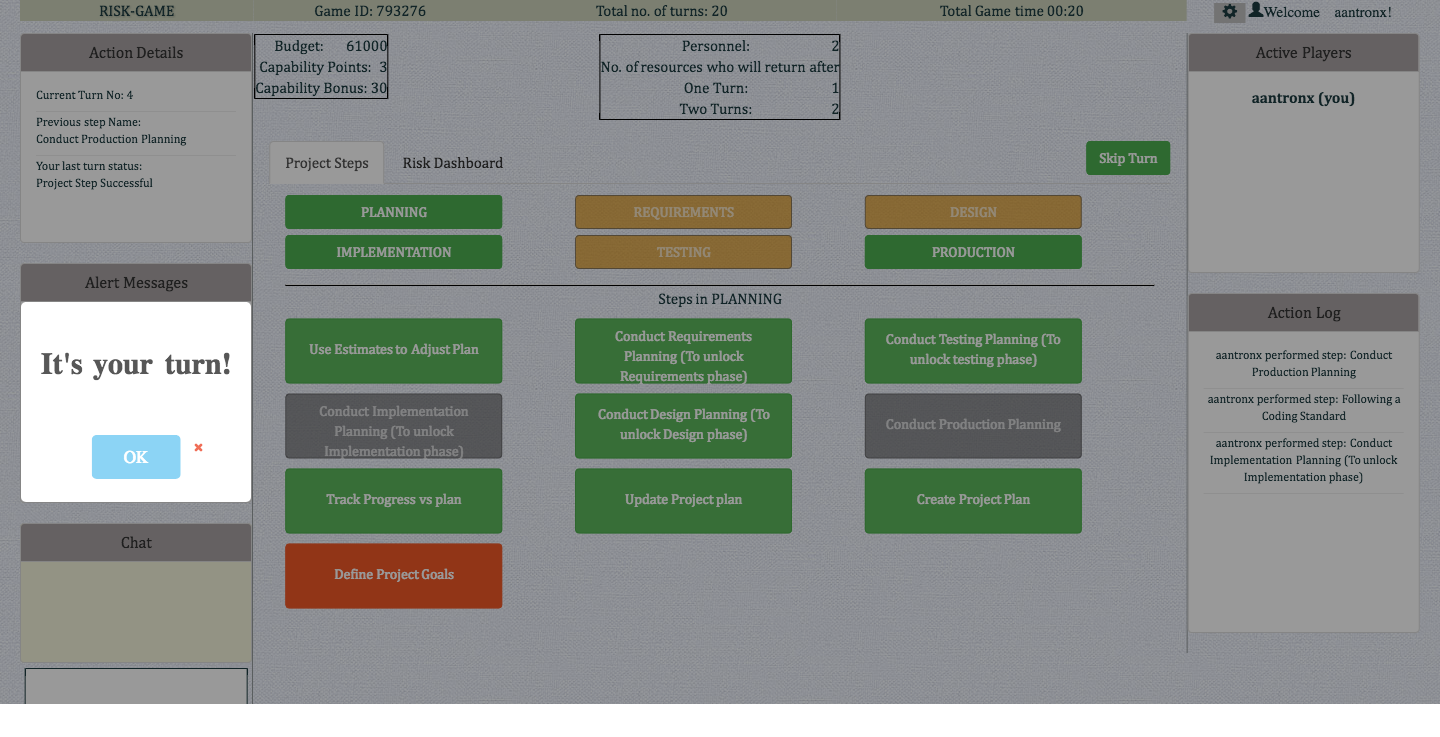 RISK-GAME Game ID: 793276 Total no. of turns: 20 Total Game time 00:20 Welcome aantronx!
Action Details
Current Turn No: 4
Previous step Name:
Conduct Production Planning
Your last turn status:
Project Step Successful
Alert Messages
It's your turn!
OK
Chat
Budget: 61000
Capability Points: 3
Capability Bonus: 30
Personnel: 2
No. of resources who will return after
One Turn: 1
Two Turns: 2
Project Steps Risk Dashboard Skip Turn
PLANNING REQUIREMENTS DESIGN
IMPLEMENTATION TESTING PRODUCTION
Steps in PLANNING
Use Estimates to Adjust Plan
Conduct Requirements
Planning (To unlock
Requirements phase)
Conduct Testing Planning (To
unlock testing phase)
Conduct Implementation
Planning (To unlock
Implementation phase)
Conduct Design Planning (To
unlock Design phase)
Conduct Production Planning
Track Progress vs plan
Update Project plan
Create Project Plan
Define Project Goals
Active Players
aantronx (you)
Action Log
aantronx performed step: Conduct
Production Planning
aantronx performed step: Following a
Coding Standard
aantronx performed step: Conduct
Implementation Planning (To unlock
Implementation phase)